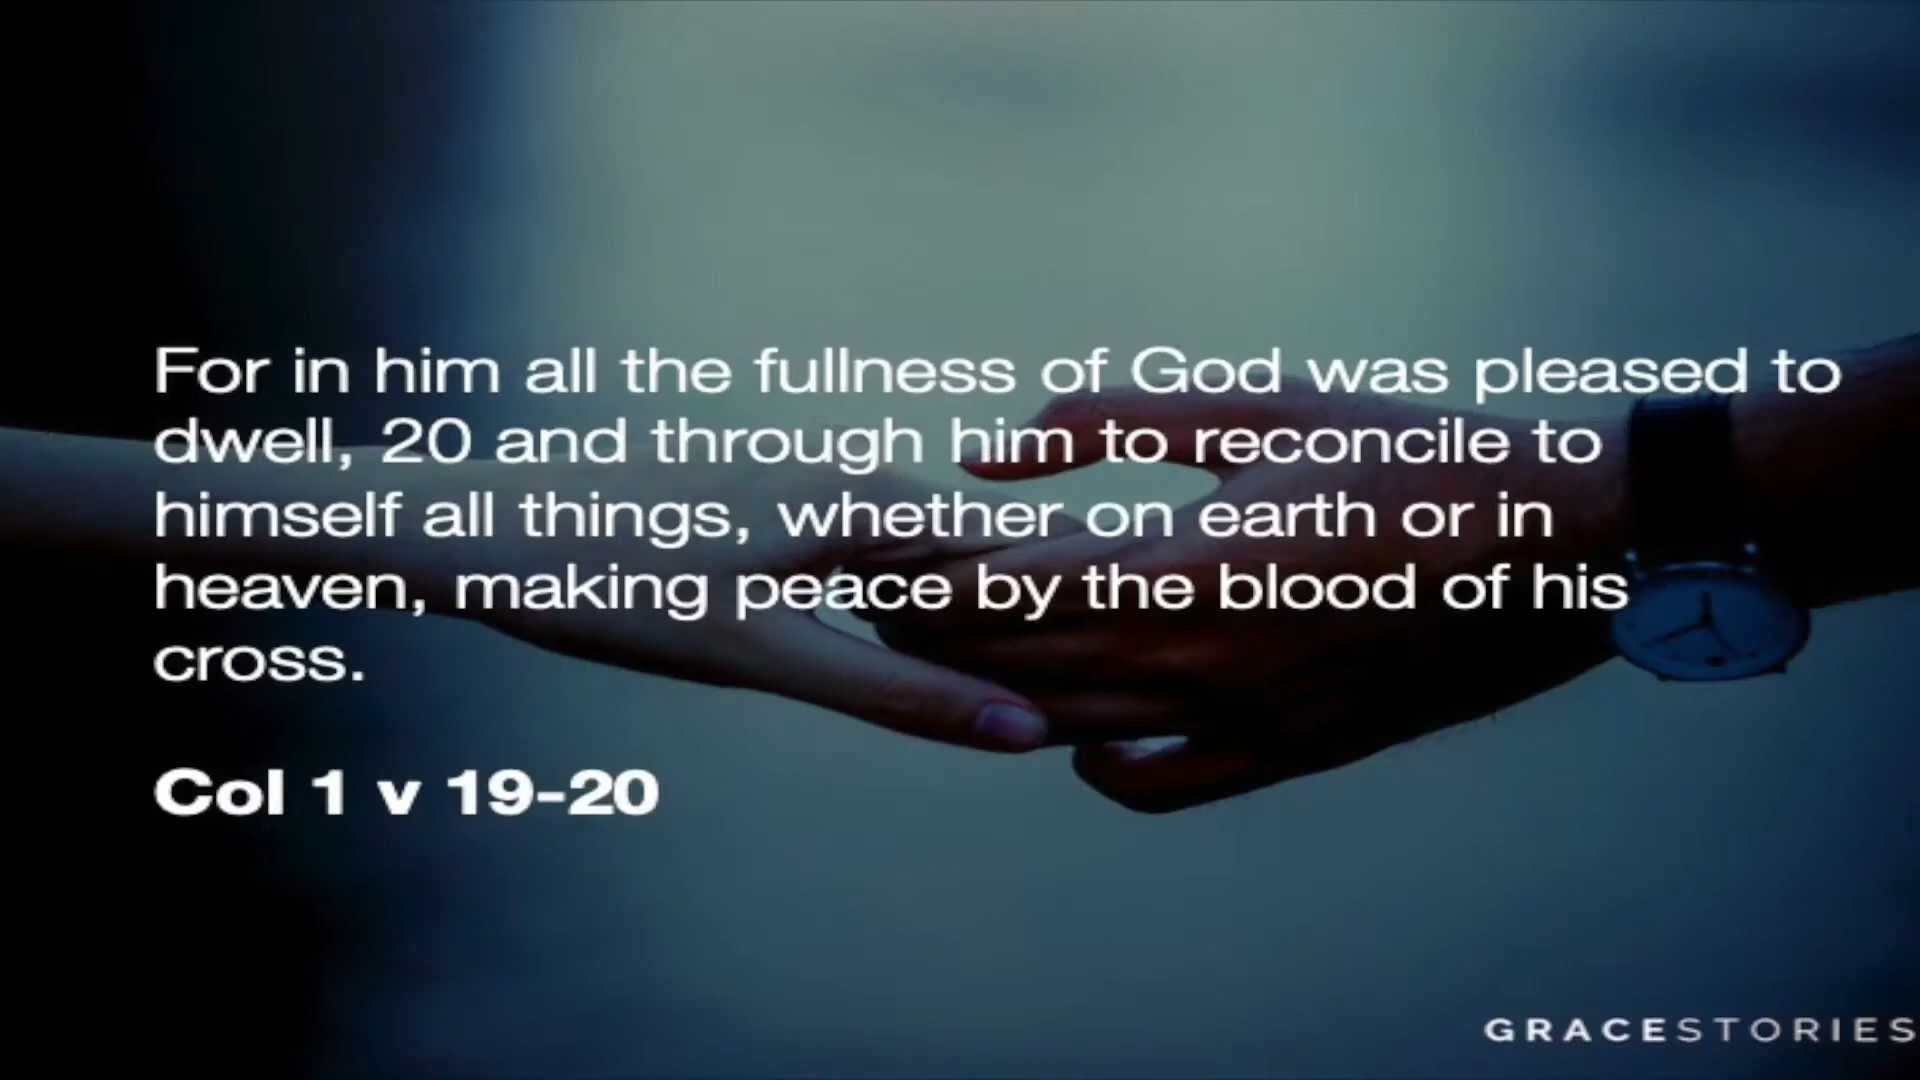 For in him all the fullness of God was pleased to
dwell, 20 and through him to reconcile to
himself all things, whether on earth or in
heaven, making peace by the blood of his
cross.
Col 1 v 19-20
GRACESTORIES